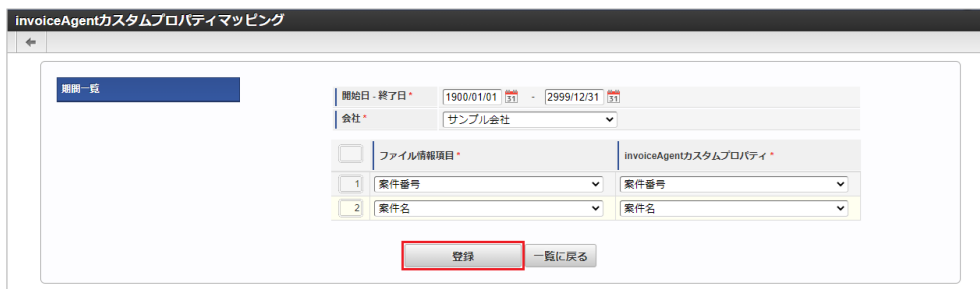 invoiceAgentカスタムプロパティマッピング
期間一覧
開始日 - 終了日 * 1900/01/01 31 - 2999/12/31 31
会社 * サンプル会社
ファイル情報項目 * invoiceAgentカスタムプロパティ *
1 案件番号 案件番号
2 案件名 案件名
登録 一覧に戻る